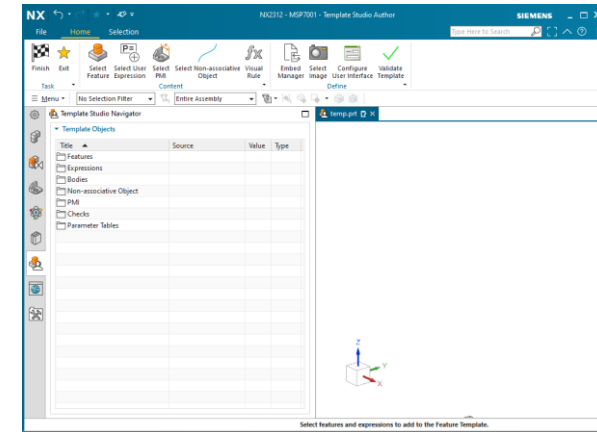 NX
NX2312 - MSP7001 - Template Studio Author
SIEMENS
File Home Selection
Type Here to Search
Finish Exit Select Feature Select User Expression Select PMI Select Non-associative Object Visual Rule Embed Manager Select Image Configure User Interface Validate Template
Task Content Define
Menu No Selection Filter Entire Assembly
Template Studio Navigator
temp.prt
Template Objects
Title Source Value Type
Features
Expressions
Bodies
Non-associative Object
PMI
Checks
Parameter Tables
Z
Y
X
Select features and expressions to add to the Feature Template.